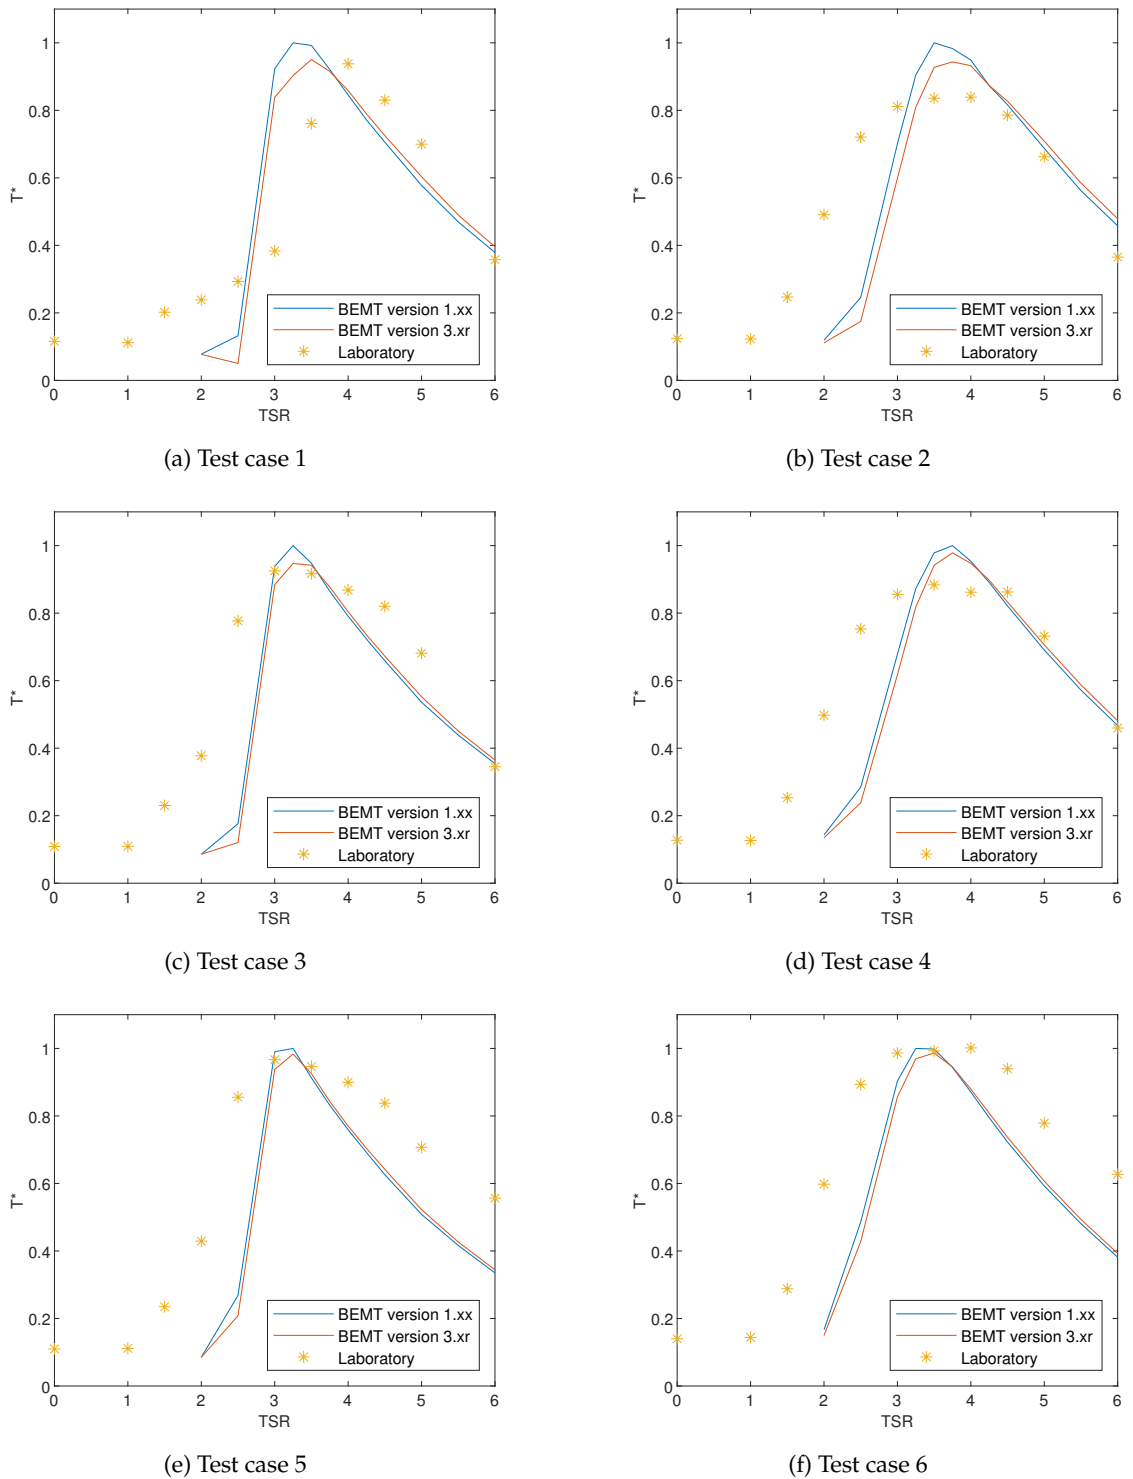 1
0.8
0.6
0.4
0.2
0
T*
0 1 2 3 4 5 6
TSR
BEMT version 1.xx
BEMT version 3.xr
Laboratory
(a) Test case 1
1
0.8
0.6
0.4
0.2
0
T*
0 1 2 3 4 5 6
TSR
BEMT version 1.xx
BEMT version 3.xr
Laboratory
(b) Test case 2
1
0.8
0.6
0.4
0.2
0
T*
0 1 2 3 4 5 6
TSR
BEMT version 1.xx
BEMT version 3.xr
Laboratory
(c) Test case 3
1
0.8
0.6
0.4
0.2
0
T*
0 1 2 3 4 5 6
TSR
BEMT version 1.xx
BEMT version 3.xr
Laboratory
(d) Test case 4
1
0.8
0.6
0.4
0.2
0
T*
0 1 2 3 4 5 6
TSR
BEMT version 1.xx
BEMT version 3.xr
Laboratory
(e) Test case 5
1
0.8
0.6
0.4
0.2
0
T*
0 1 2 3 4 5 6
TSR
BEMT version 1.xx
BEMT version 3.xr
Laboratory
(f) Test case 6